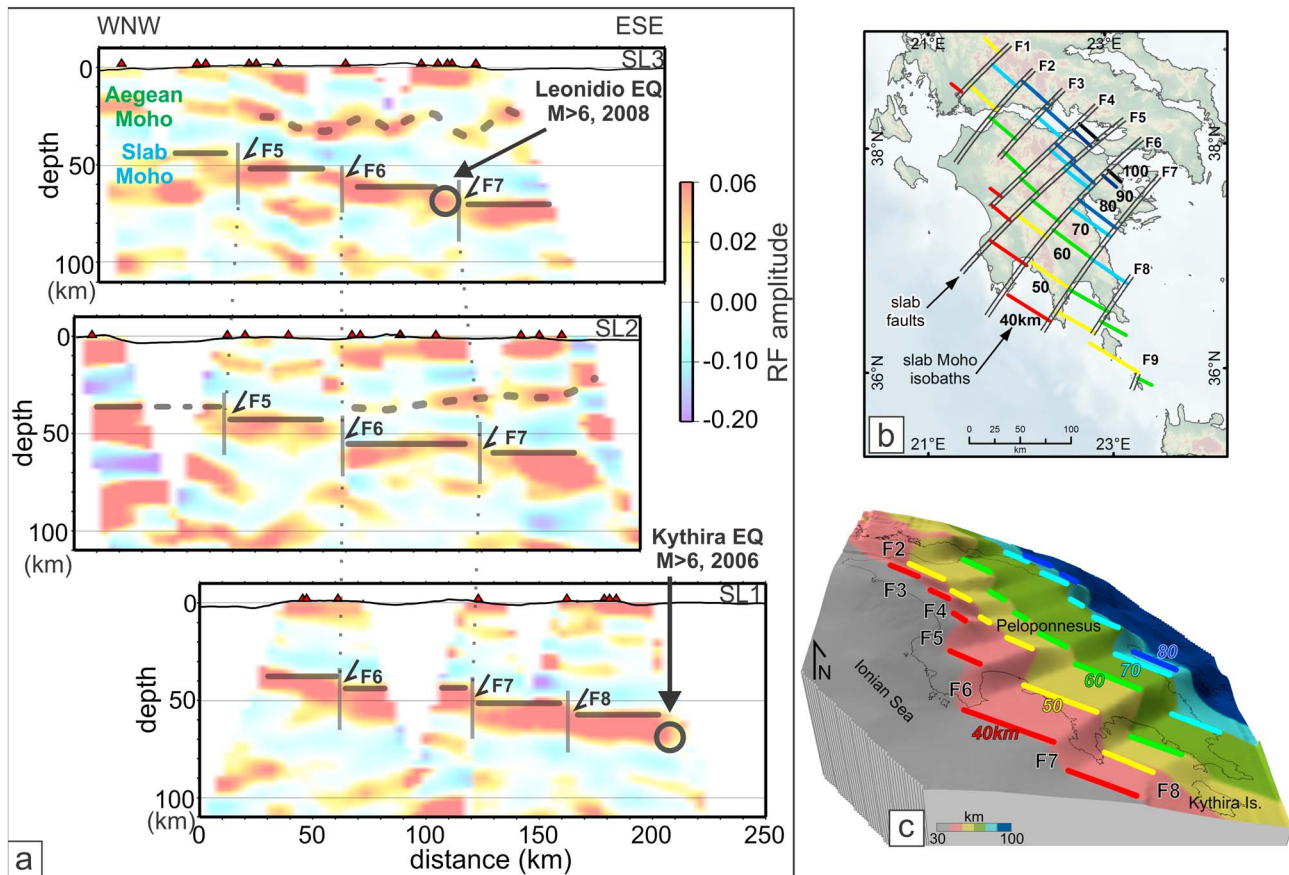 WNW
ESE
SL3
0
Aegean
Moho
Slab
Moho
depth
50
100
(km)
F5
F6
F7
Leonidio EQ
M>6, 2008
0.06
0.02
0.00
-0.10
-0.20
RF amplitude
SL2
0
depth
50
100
(km)
F5
F6
F7
Kythira EQ
M>6, 2006
SL1
0
depth
50
100
(km)
F6
F7
F8
0
50
100
150
200
250
distance (km)
a
21°E
23°E
38°N
38°N
36°N
36°N
F1
F2
F3
F4
F5
F6
F7
F8
F9
100
90
80
70
60
50
40km
slab
faults
slab Moho
isobaths
b
21°E
0 25 50 100
km
23°E
F2
F3
F4
F5
F6
F7
F8
Peloponnesus
Ionian Sea
N
80
70
60
50
40km
Kythira Is.
km
30
100
c